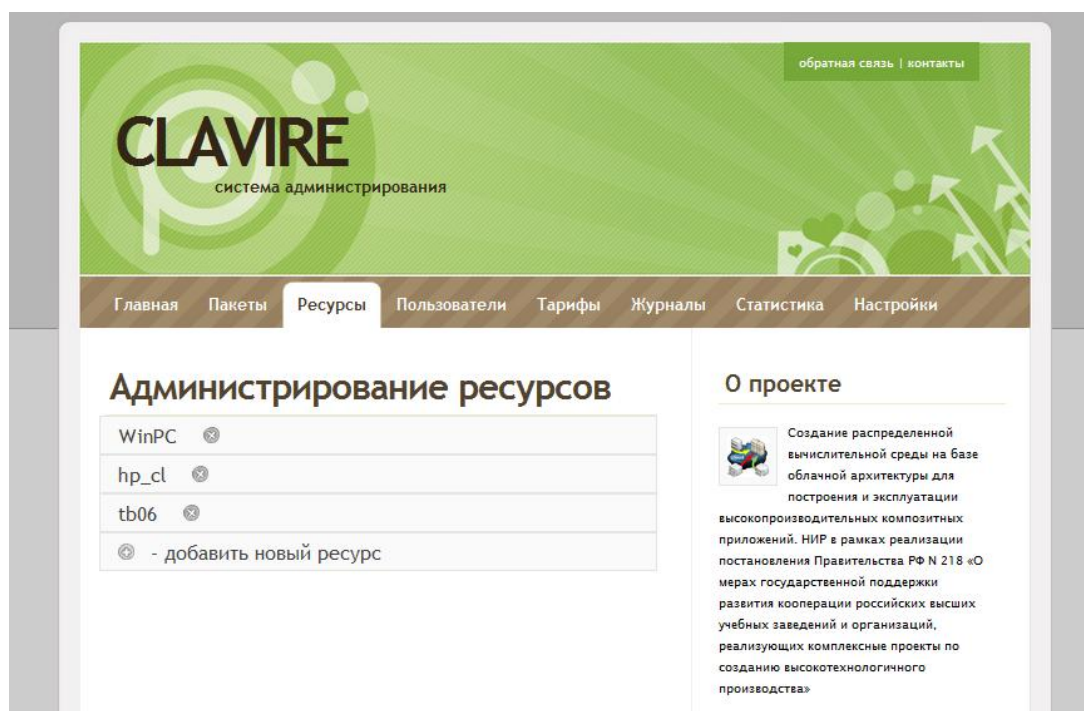 обратная связь | контакты
CLAVIRE
система администрирования
Главная Пакеты Ресурсы Пользователи Тарифы Журналы Статистика Настройки
Администрирование ресурсов
WinPC
hp_cl
tb06
- добавить новый ресурс
О проекте
Создание распределенной
вычислительной среды на базе
облачной архитектуры для
построения и эксплуатации
высокопроизводительных композитных
приложений. НИР в рамках реализации
постановления Правительства РФ N 218 «О
мерах государственной поддержки
развития кооперации российских высших
учебных заведений и организаций,
реализующих комплексные проекты по
созданию высокотехнологичного
производства»